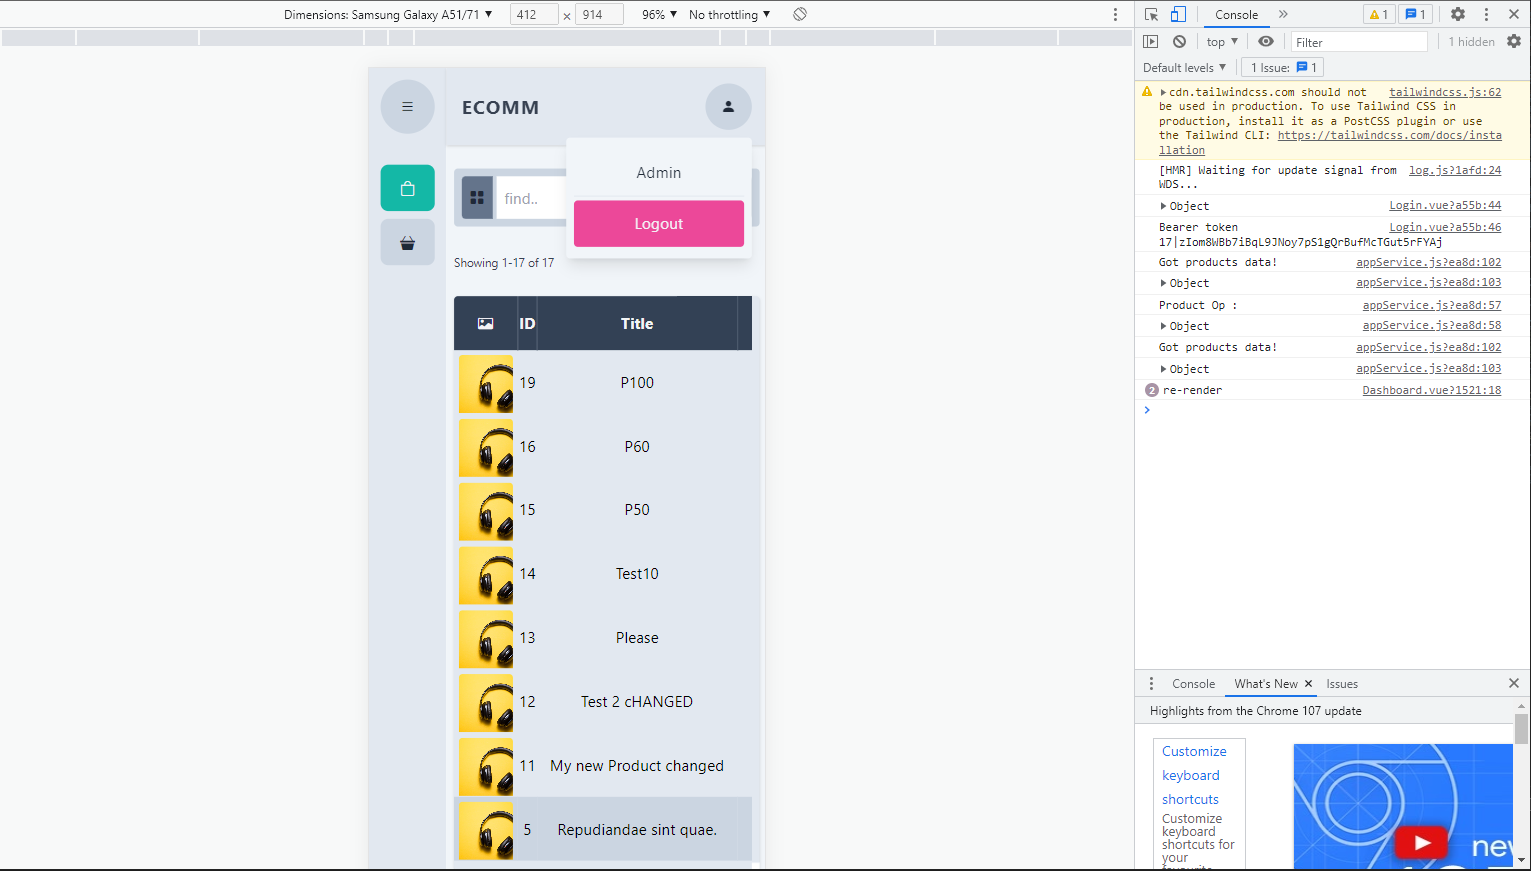 Dimensions: Samsung Galaxy A51/71 ▼ 412 × 914 96% ▼ No throttling ▼
ECOMM
Admin
find..
Logout
Showing 1-17 of 17
ID Title
19 P100
16 P60
15 P50
14 Test10
13 Please
12 Test 2 cHANGED
11 My new Product changed
5 Repudiandae sint quae.
Console » 1 1
top ▼ Filter 1 hidden
Default levels ▼ 1 Issue: 1
cdn.tailwindcss.com should not tailwindcss.js:62
be used in production. To use Tailwind CSS in
production, install it as a PostCSS plugin or use
the Tailwind CLI: https://tailwindcss.com/docs/insta
llation
[HMR] Waiting for update signal from log.js?1afd:24
WDS...
Object Login.vue?a55b:44
Bearer token Login.vue?a55b:46
17|zIom8WBb7iBqL9JNoy7pS1gQrBufMcTGut5rFYAj
Got products data! appService.js?ea8d:102
Object appService.js?ea8d:103
Product Op : appService.js?ea8d:57
Object appService.js?ea8d:58
Got products data! appService.js?ea8d:102
Object appService.js?ea8d:103
2 re-render Dashboard.vue?1521:18
Console What's New Issues
Highlights from the Chrome 107 update
Customize
keyboard
shortcuts
Customize
keyboard
shortcuts for
your
new